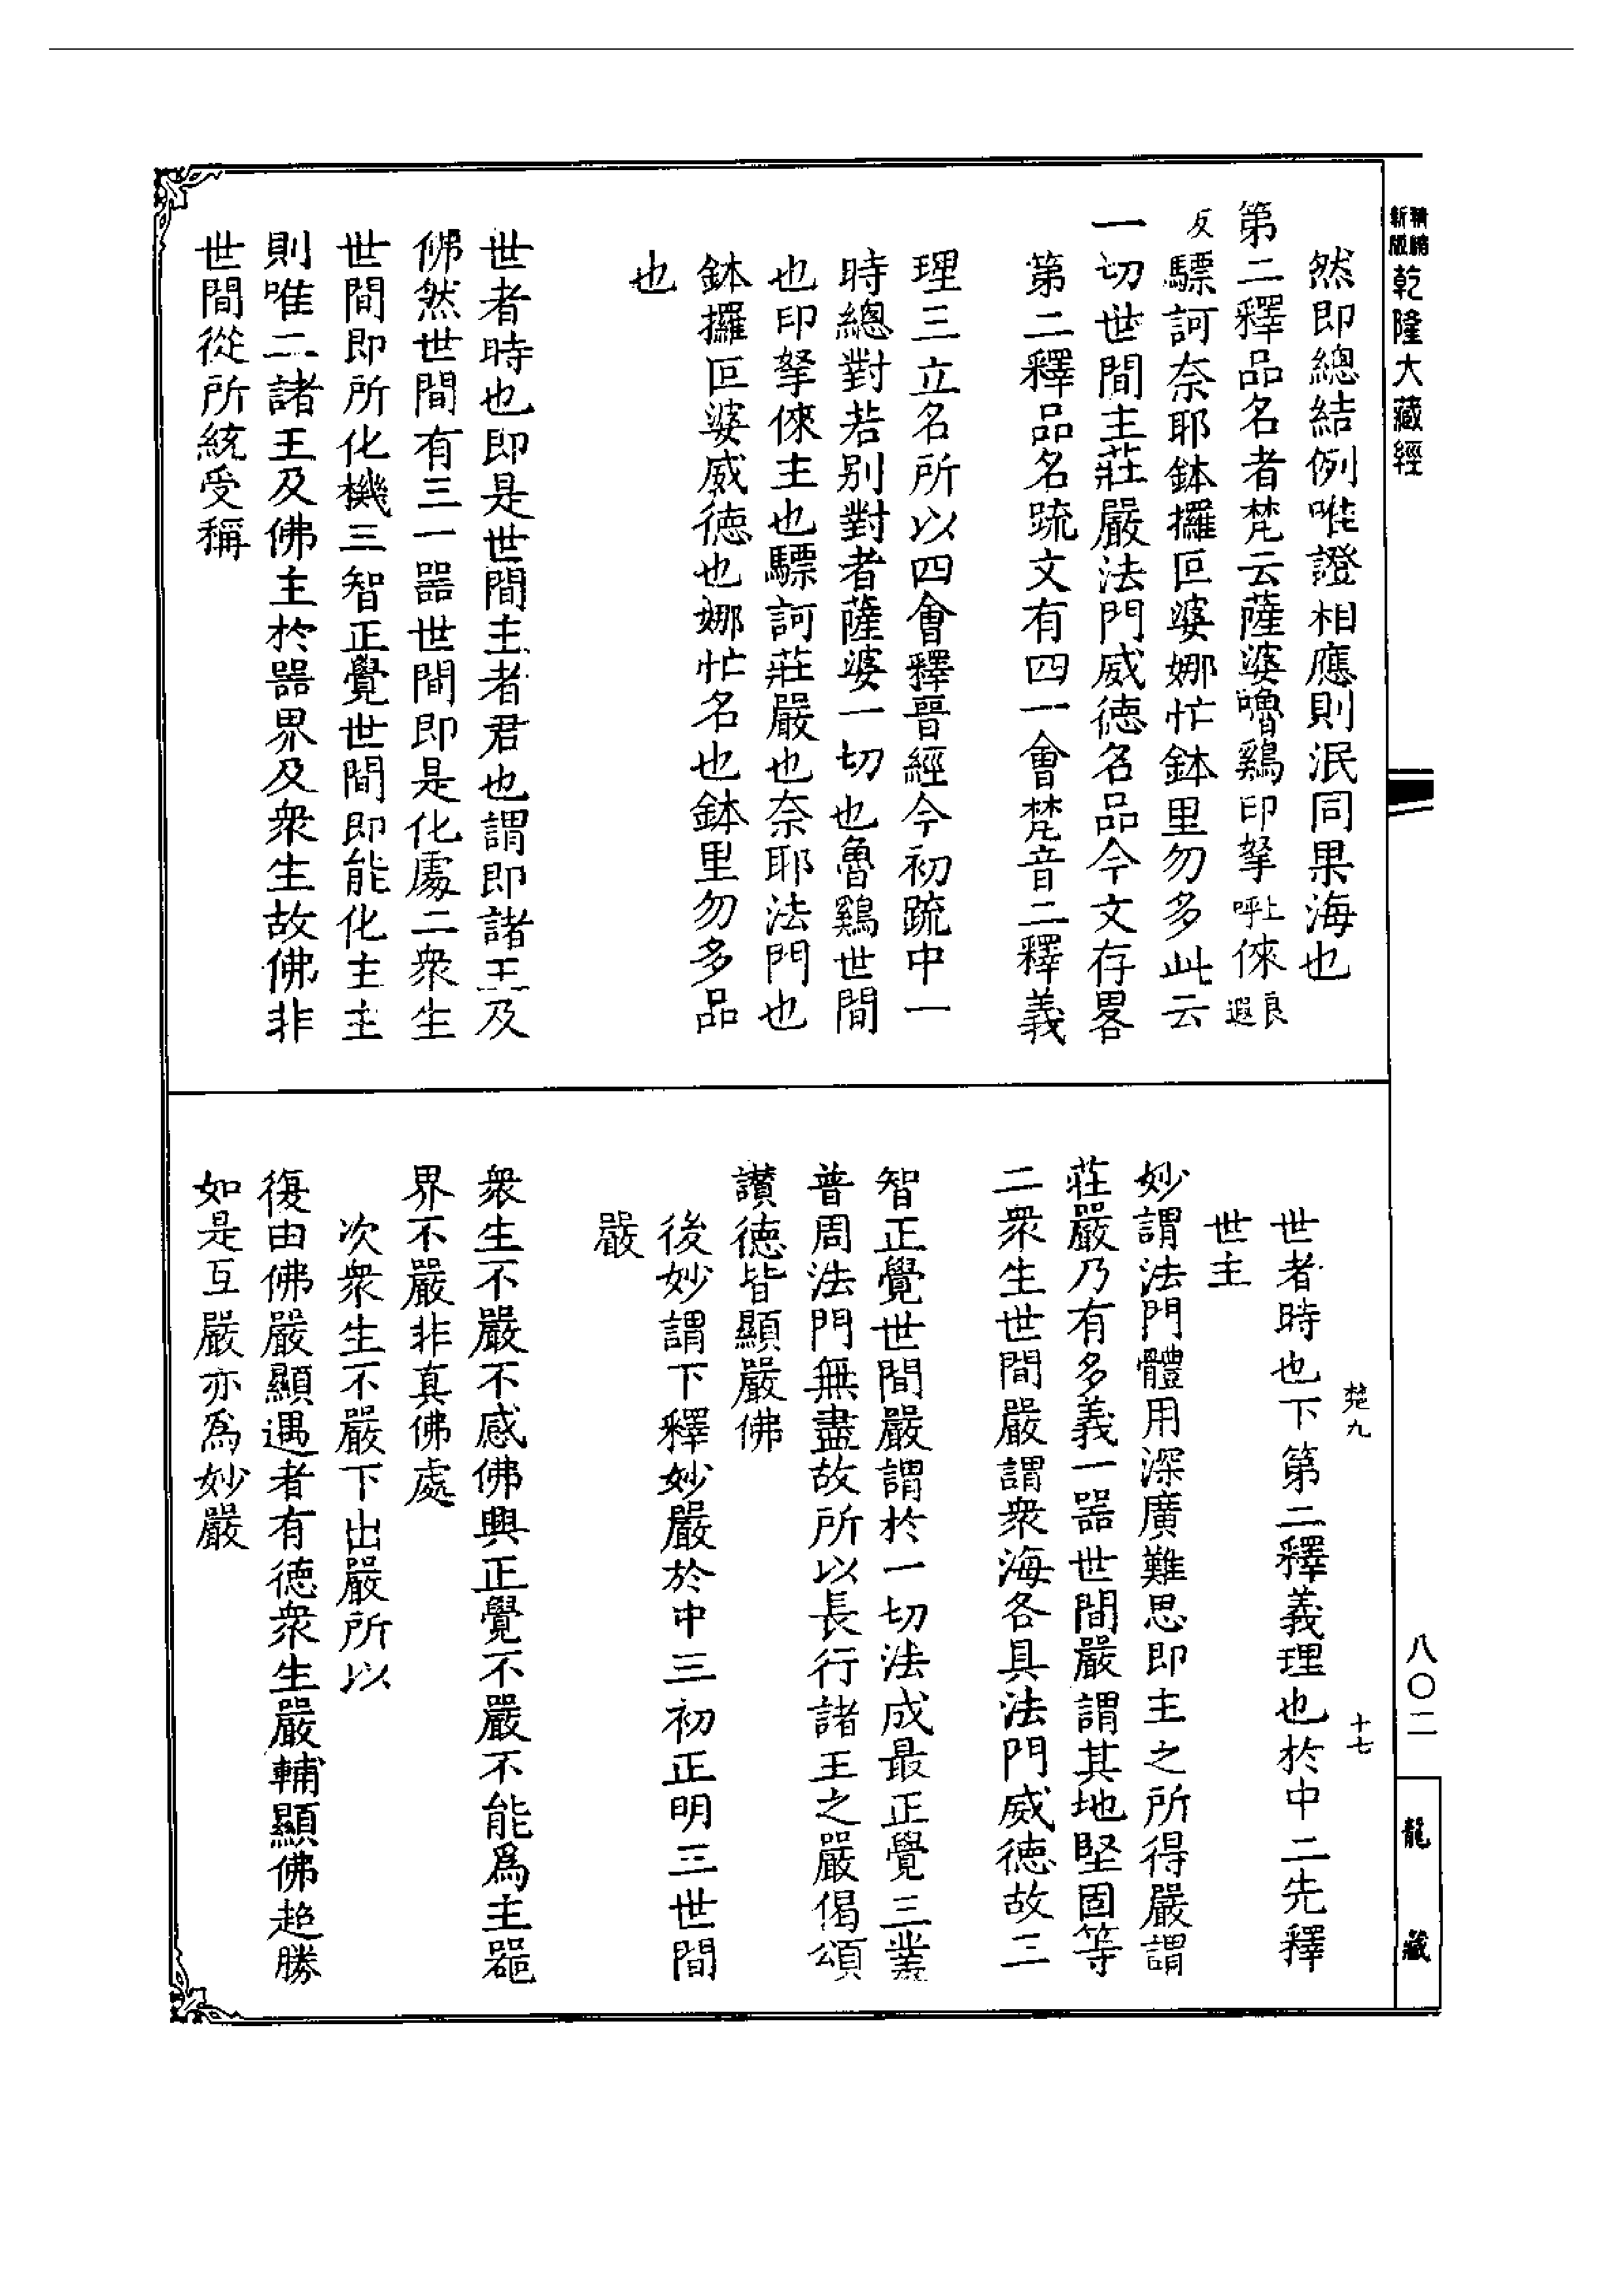 精編
新版
乾隆大藏經
然即總結例唯證相應則泯同果海也
第二釋品名者梵云薩婆嚕鷄印拏上呼倈良遐
反驃訶奈耶鉢攞叵婆娜忙鉢里勿多此云
一切世間主莊嚴法門威德名品今文存畧
第二釋品名疏文有四一會梵音二釋義
理三立名所以四會釋晉經今初疏中一
時總對若別對者薩婆一切也魯鷄世間
也印拏倈主也驃訶莊嚴也奈耶法門也
鉢攞叵婆威德也娜忙名也鉢里勿多品
也
世者時也即是世間主者君也謂即諸王及
佛然世間有三一器世間即是化處二衆生
世間即所化機三智正覺世間即能化主主
則唯二諸王及佛主於器界及衆生故佛非
世間從所統受稱
楚九
十七
世者時也下第二釋義理也於中二先釋
世主
妙謂法門體用深廣難思即主之所得嚴謂
莊嚴乃有多義一器世間嚴謂其地堅固等
二衆生世間嚴謂衆海各具法門威德故三
智正覺世間嚴謂於一切法成最正覺三業
普周法門無盡故所以長行諸王之嚴偈頌
讃德皆顯嚴佛
後妙謂下釋妙嚴於中三初正明三世間
嚴
衆生不嚴不感佛興正覺不嚴不能爲主器
界不嚴非真佛處
次衆生不嚴下出嚴所以
復由佛嚴顯遇者有德衆生嚴輔顯佛超勝
如是互嚴亦爲妙嚴
八〇二
龍藏